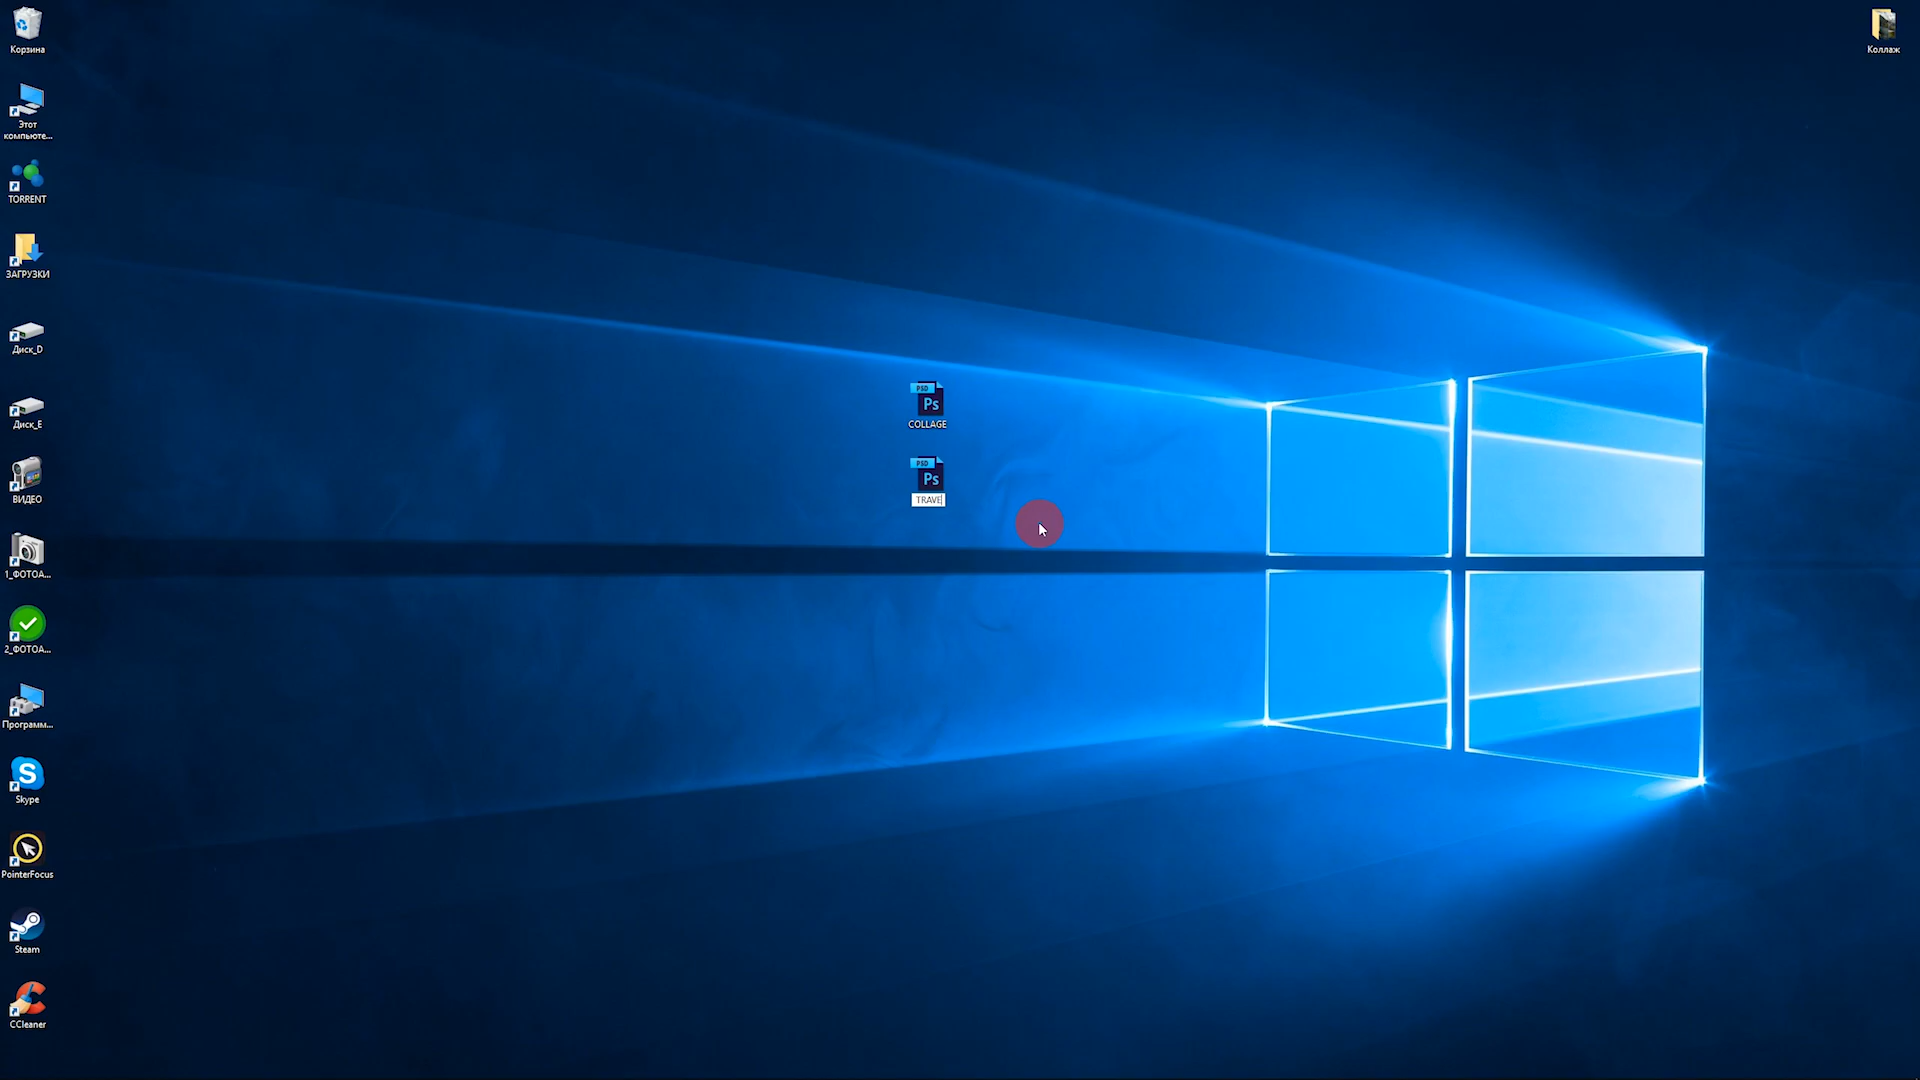 Корзина
Этот
компьюте...
TORRENT
ЗАГРУЗКИ
Диск_D
Диск_E
ВИДЕО
1_ФОТОА...
2_ФОТОА...
Программ...
S
Skype
PointerFocus
Steam
CCleaner
PSD
Ps
COLLAGE
PSD
Ps
TRAVE
Коллаж